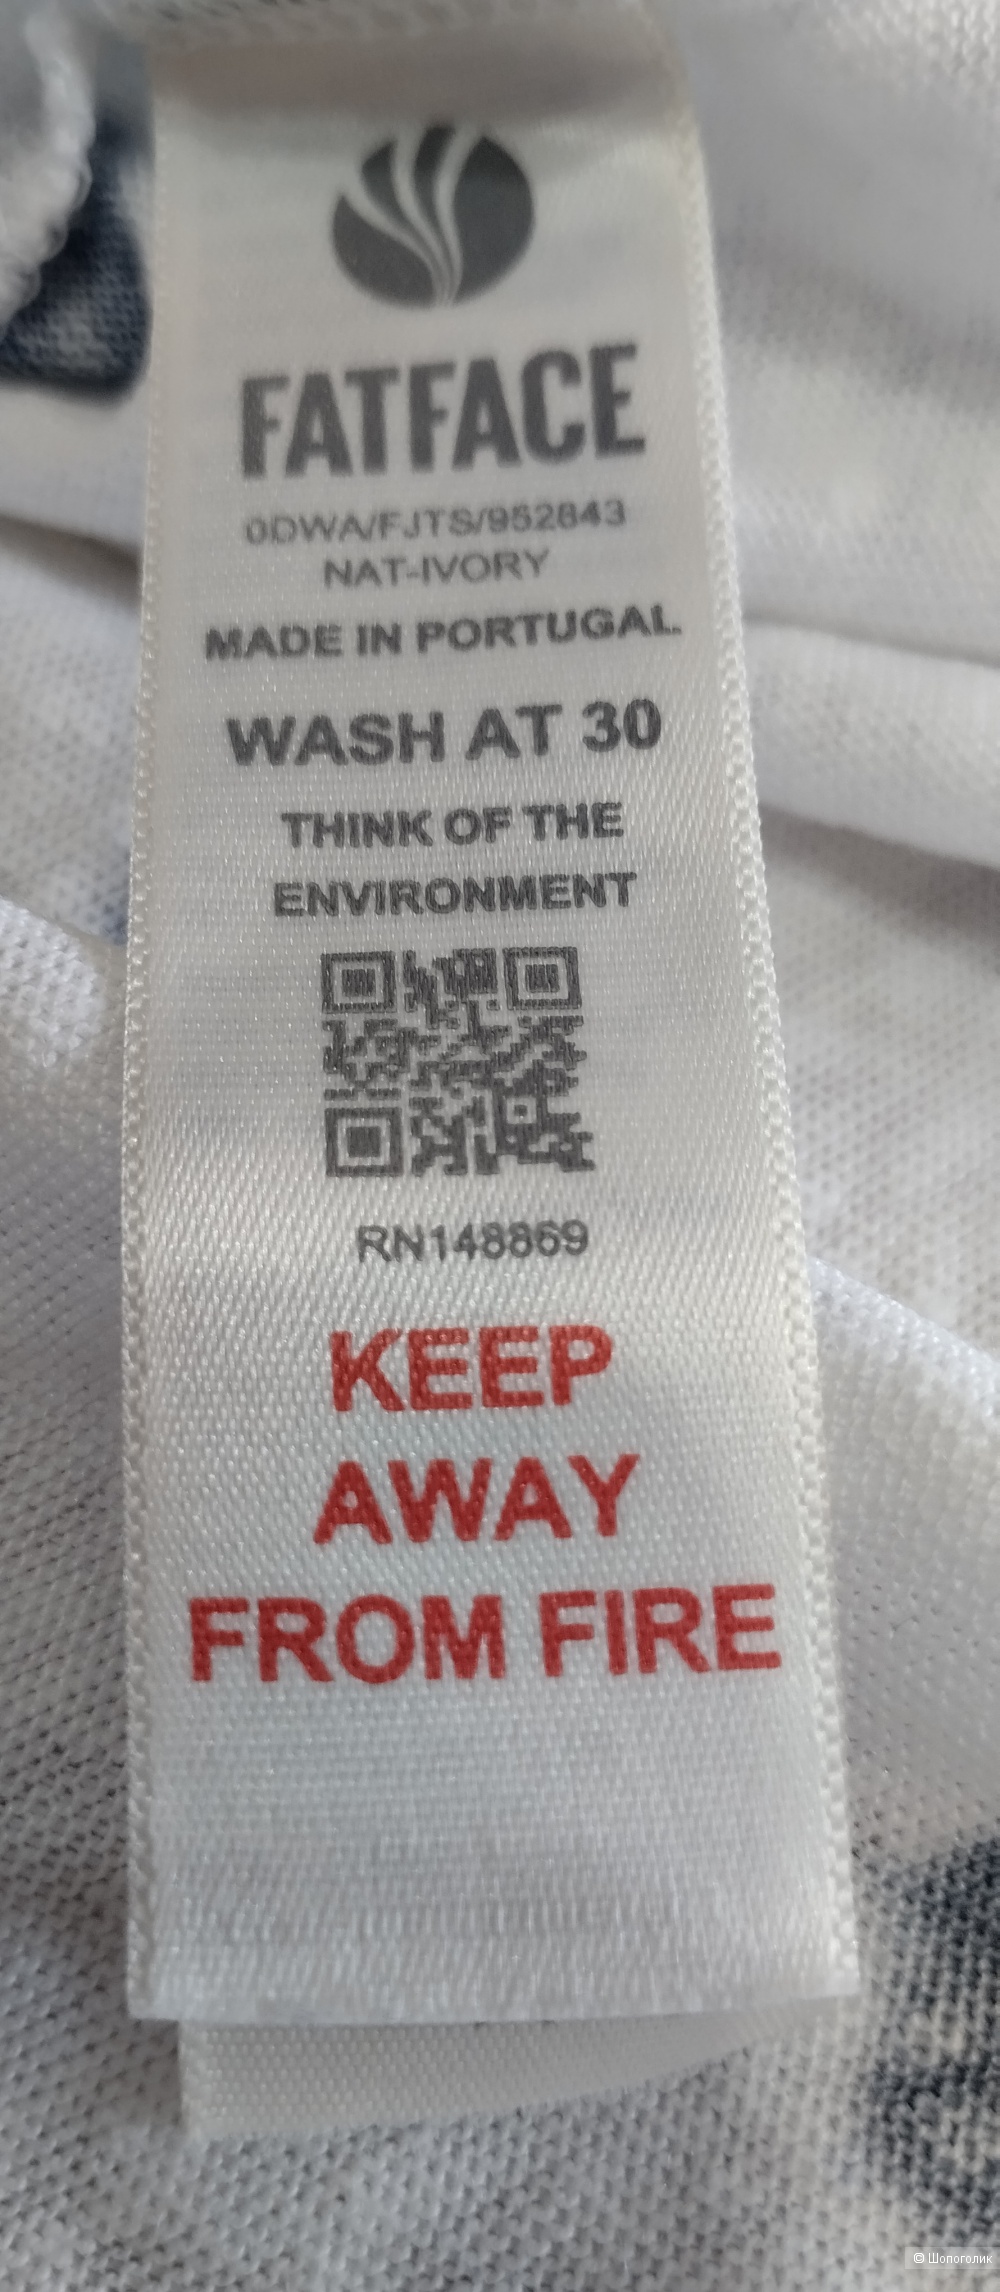 FATFACE
0DWA/FJTS/952843
NAT-IVORY
MADE IN PORTUGAL.
WASH AT 30
THINK OF THE
ENVIRONMENT
RN148869
KEEP
AWAY
FROM FIRE
© Шопоголик